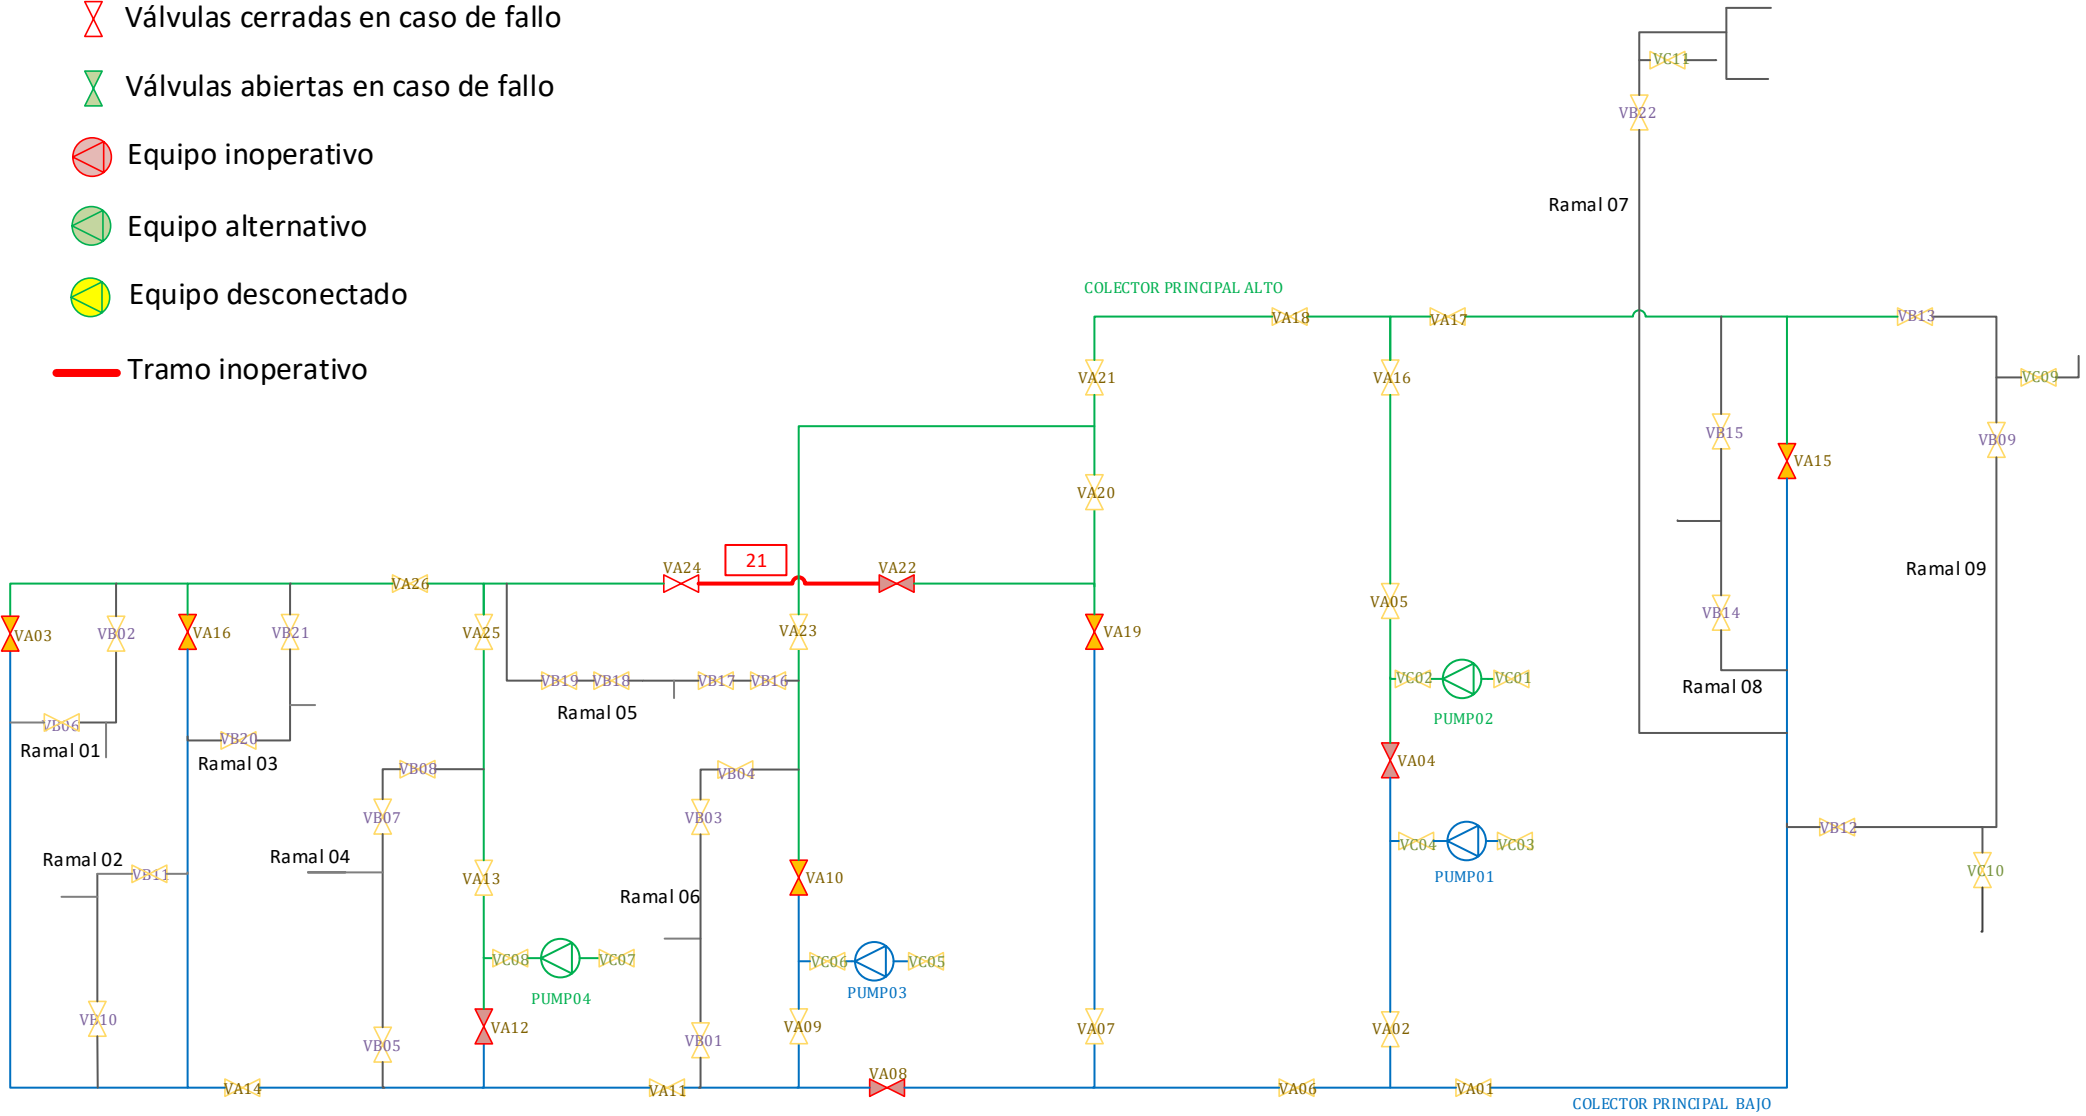 Válvulas cerradas en caso de fallo
Válvulas abiertas en caso de fallo
Equipo inoperativo
Equipo alternativo
Equipo desconectado
Tramo inoperativo
VC11
VB22
Ramal 07
COLECTOR PRINCIPAL ALTO
VA18
VA17
VB13
VA21
VA16
VC09
VB15
VB09
VA15
VA20
21
VA24
VA22
VA26
Ramal 09
VA05
VB14
VA03
VB02
VA16
VB21
VA25
VA23
VA19
VB19
VB18
VB17
VB16
VC02
VC01
Ramal 08
Ramal 05
PUMP02
VB06
Ramal 01
VB20
Ramal 03
VB08
VB04
VA04
VB07
VB03
VB12
VC04
VC03
Ramal 02
VB11
Ramal 04
VA13
Ramal 06
VA10
PUMP01
VC10
VC08
VC07
VC06
VC05
PUMP04
PUMP03
VB10
VA12
VA09
VA07
VA02
VB05
VB01
VA08
VA14
VA11
VA06
VA01
COLECTOR PRINCIPAL BAJO